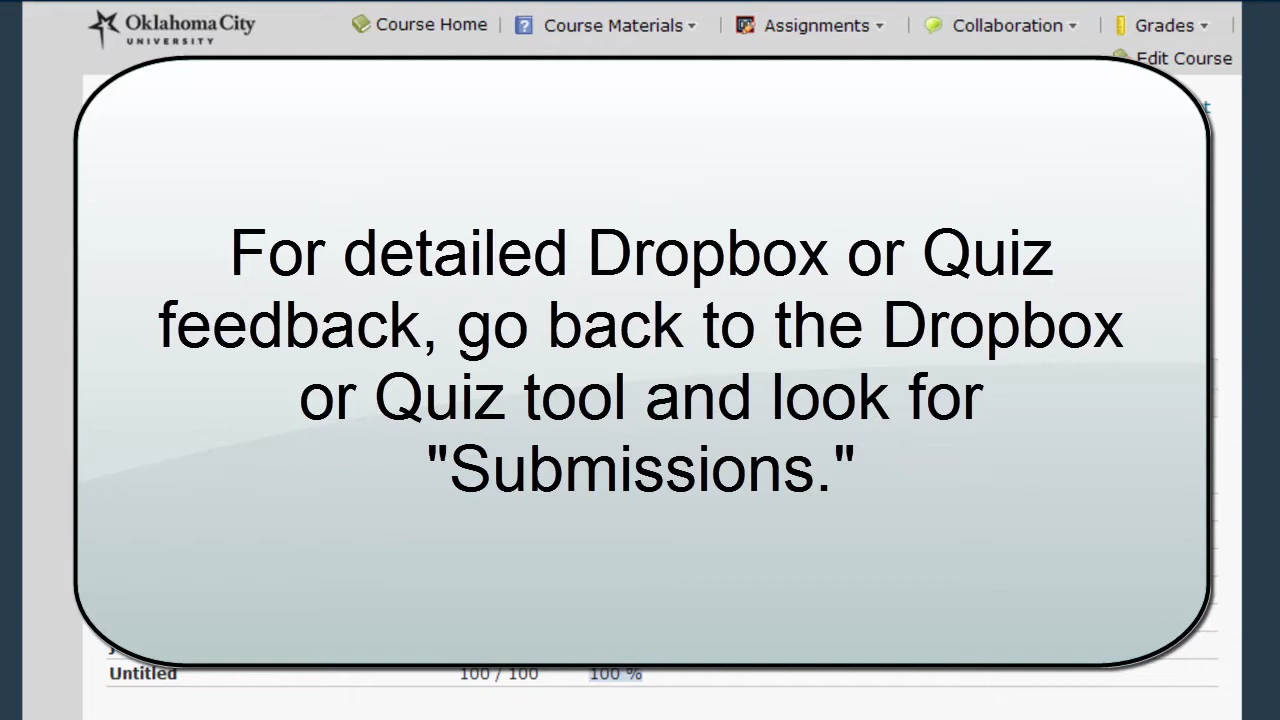 Oklahoma City
UNIVERSITY
Course Home
Course Materials
Assignments
Collaboration
Grades
Edit Course
For detailed Dropbox or Quiz
feedback, go back to the Dropbox
or Quiz tool and look for
"Submissions."
Untitled 100 / 100 100 %